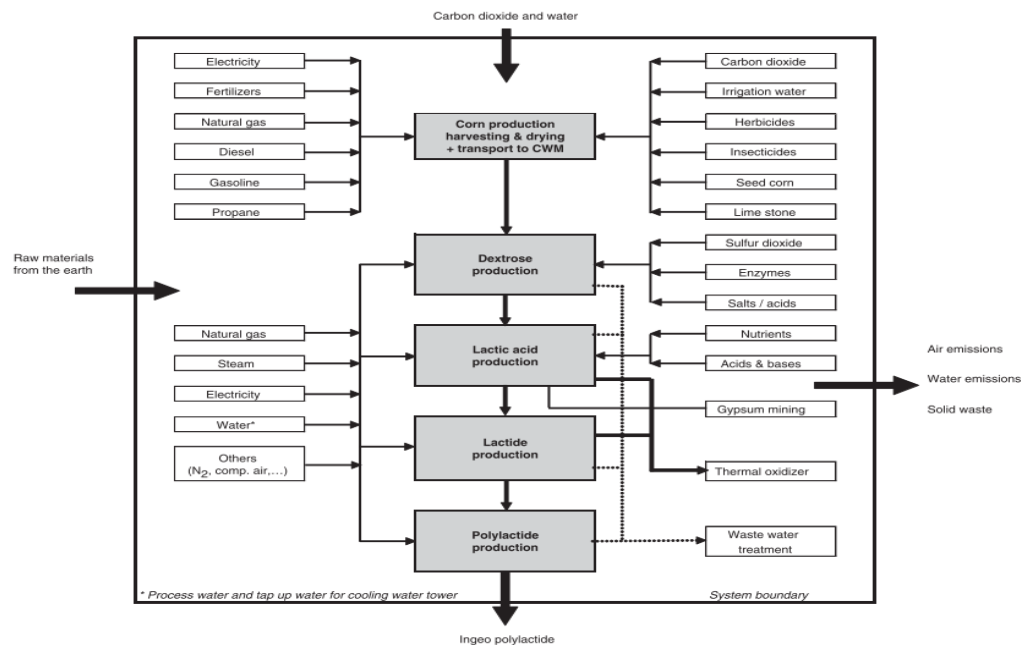 Carbon dioxide and water
Electricity
Fertilizers
Natural gas
Diesel
Gasoline
Propane
Corn production
harvesting & drying
+ transport to CWM
Carbon dioxide
Irrigation water
Herbicides
Insecticides
Seed corn
Lime stone
Raw materials
from the earth
Dextrose
production
Sulfur dioxide
Enzymes
Salts / acids
Natural gas
Steam
Electricity
Water*
Others
(N2, comp. air,...)
Lactic acid
production
Nutrients
Acids & bases
Gypsum mining
Lactide
production
Thermal oxidizer
Polylactide
production
Waste water
treatment
Air emissions
Water emissions
Solid waste
* Process water and tap up water for cooling water tower
System boundary
Ingeo polylactide